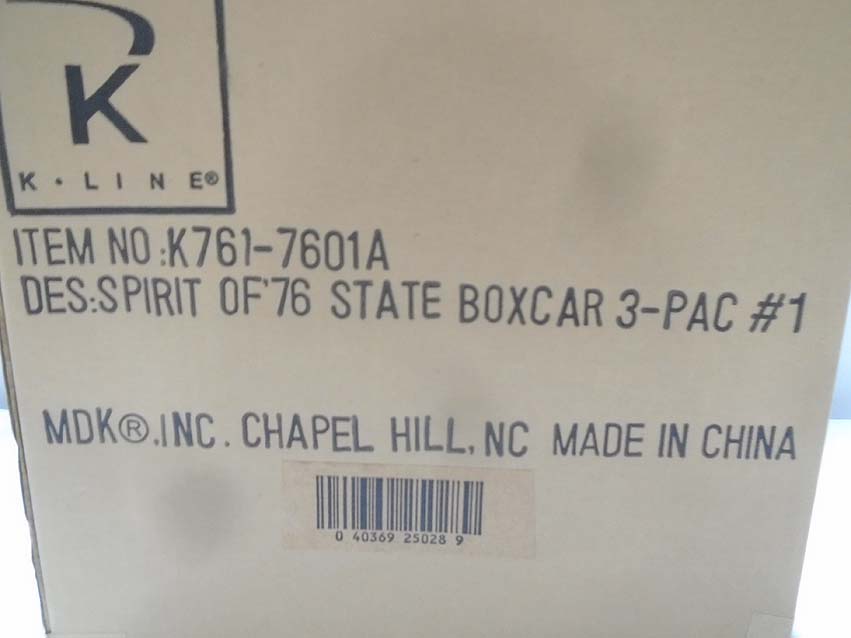 K
K • LINE®
ITEM NO:K761-7601A
DES:SPIRIT OF'76 STATE BOXCAR 3-PAC #1
MDK®.INC. CHAPEL HILL, NC MADE IN CHINA
0 40369 25028 9